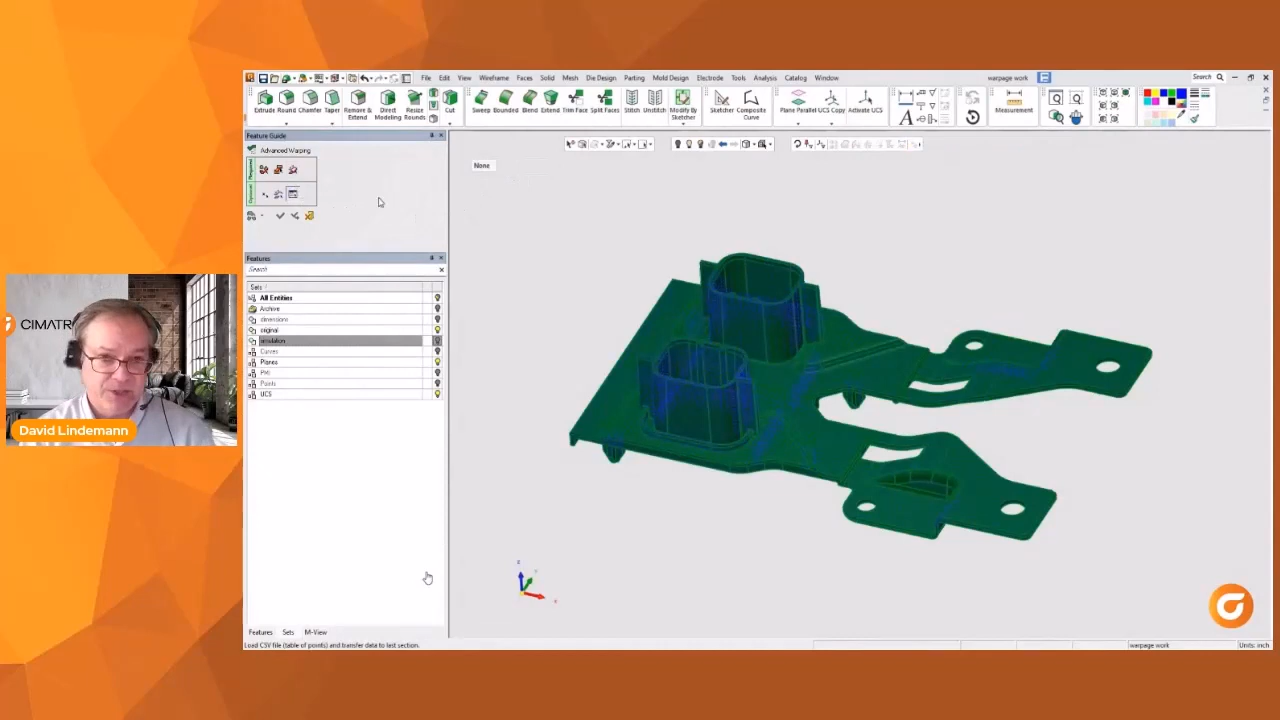 File Edit View Wireframe Faces Solid Mesh Die Design Parting Mold Design Electrode Tools Analysis Catalog Window
warpage work
Search
Extrude Round Chamfer Taper Remove & Extend Direct Modeling Resize Rounds Cut Sweep Bounded Blend Extend Trim Face Split Faces Stitch Unstitch Modify By Sketcher Sketcher Composite Curve Plane Parallel UCS Copy Activate UCS Measurement
Feature Guide
Advanced Warping
Required
Optional
None
Features
Search
Sets
All Entities
Archive
dimensions
original
simulation
Curves
Planes
PMI
Points
UCS
CIMATR
David Lindemann
Features Sets M-View
Load CSV file (table of points) and transfer data to last section.
warpage work
Units: inch